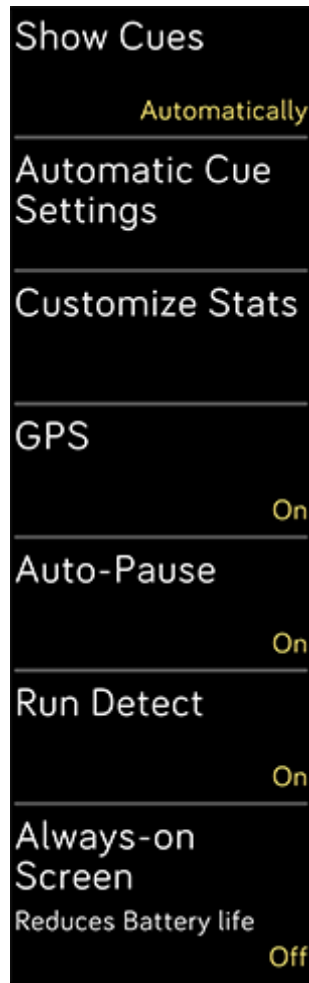 Show Cues
Automatically
Automatic Cue
Settings
Customize Stats
GPS
On
Auto-Pause
On
Run Detect
On
Always-on
Screen
Reduces Battery life
Off